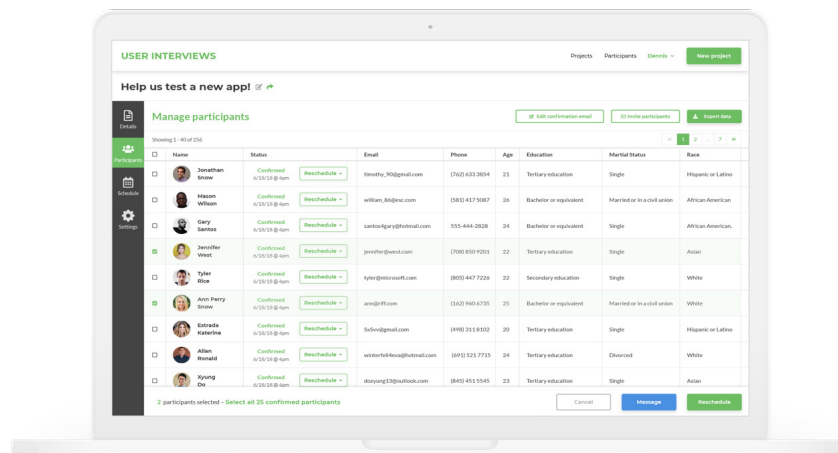 USER INTERVIEWS
Projects Participants Dennis New project
Help us test a new app!
Details
Participants
Schedule
Settings
Manage participants
Edit confirmation email Invite participants Export data
Showing 1 - 40 of 256
« 1 2 ... 7 »
Name Status Email Phone Age Education Martial Status Race
Jonathan Snow Confirmed 6/18/18 @ 4pm Reschedule timothy_90@gmail.com (762) 633 3854 21 Tertiary education Single Hispanic or Latino
Mason Wilson Confirmed 6/18/18 @ 4pm Reschedule william_86@esc.com (581) 417 5087 26 Bachelor or equivalent Married or in a civil union African American
Gary Santos Confirmed 6/18/18 @ 4pm Reschedule santos4gary@hotmail.com 555-444-2828 24 Bachelor or equivalent Single African American.
Jennifer West Confirmed 6/18/18 @ 4pm Reschedule jennifer@west.com (708) 850 9201 22 Tertiary education Single Asian
Tyler Rice Confirmed 6/18/18 @ 4pm Reschedule tyler@microsoft.com (805) 447 7226 22 Secondary education Single White
Ann Perry Snow Confirmed 6/18/18 @ 4pm Reschedule ann@rift.com (162) 960 6735 25 Bachelor or equivalent Married or in a civil union White
Estrada Katerine Confirmed 6/18/18 @ 4pm Reschedule SxSvv@gmail.com (498) 311 8102 20 Tertiary education Single Hispanic or Latino
Allan Ronald Confirmed 6/18/18 @ 4pm Reschedule winterfell4eva@hotmail.com (691) 521 7715 24 Tertiary education Divorced White
Xyung Do Confirmed 6/18/18 @ 4pm Reschedule doxyung13@outlook.com (845) 451 5545 23 Tertiary education Single Asian
2 participants selected – Select all 25 confirmed participants
Cancel Message Reschedule